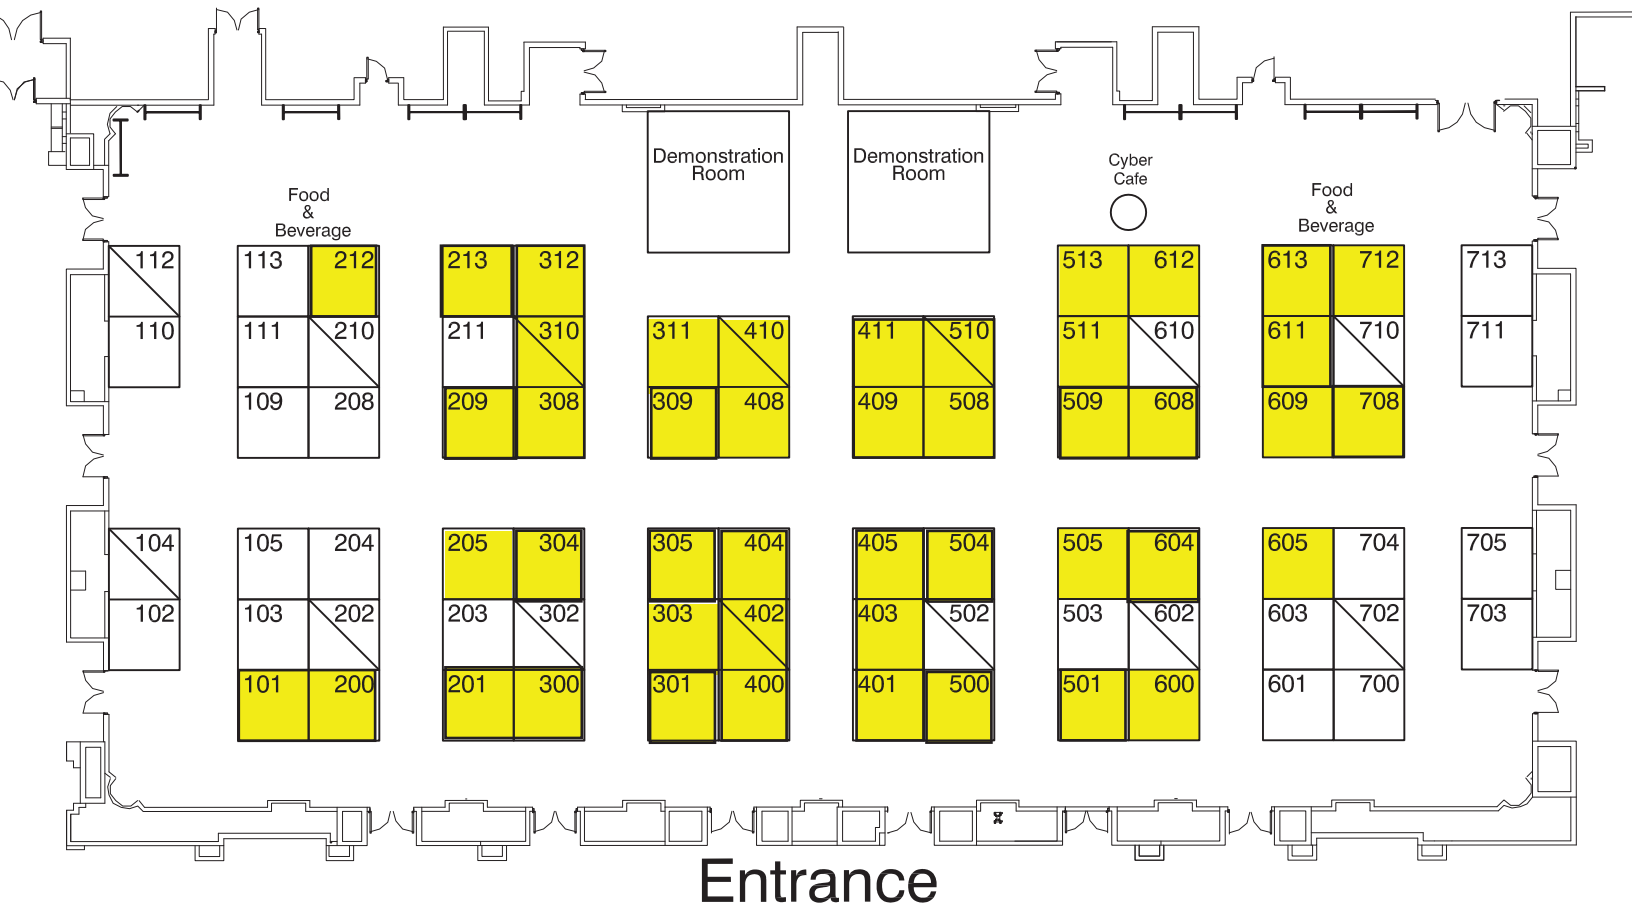 Demonstration
Room
Demonstration
Room
Cyber
Cafe
Food
&
Beverage
Food
&
Beverage
112 113 212 213 312 513 612 613 712 713
110 111 210 211 310 311 410 411 510 511 610 611 710 711
109 208 209 308 309 408 409 508 509 608 609 708
104 105 204 205 304 305 404 405 504 505 604 605 704 705
102 103 202 203 302 303 402 403 502 503 602 603 702 703
101 200 201 300 301 400 401 500 501 600 601 700
Entrance